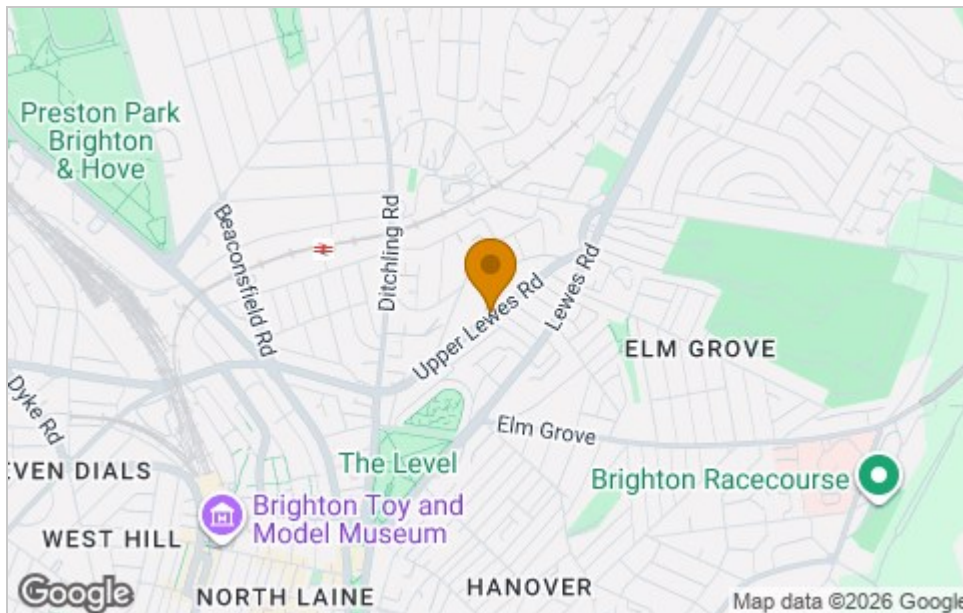 Preston Park
Brighton
& Hove
Beaconsfield Rd
Ditchling Rd
Upper Lewes Rd
Lewes Rd
ELM GROVE
Dyke Rd
Elm Grove
EVEN DIALS
The Level
Brighton Racecourse
Brighton Toy and
Model Museum
WEST HILL
NORTH LAINE
HANOVER
Google
Map data ©2026 Google